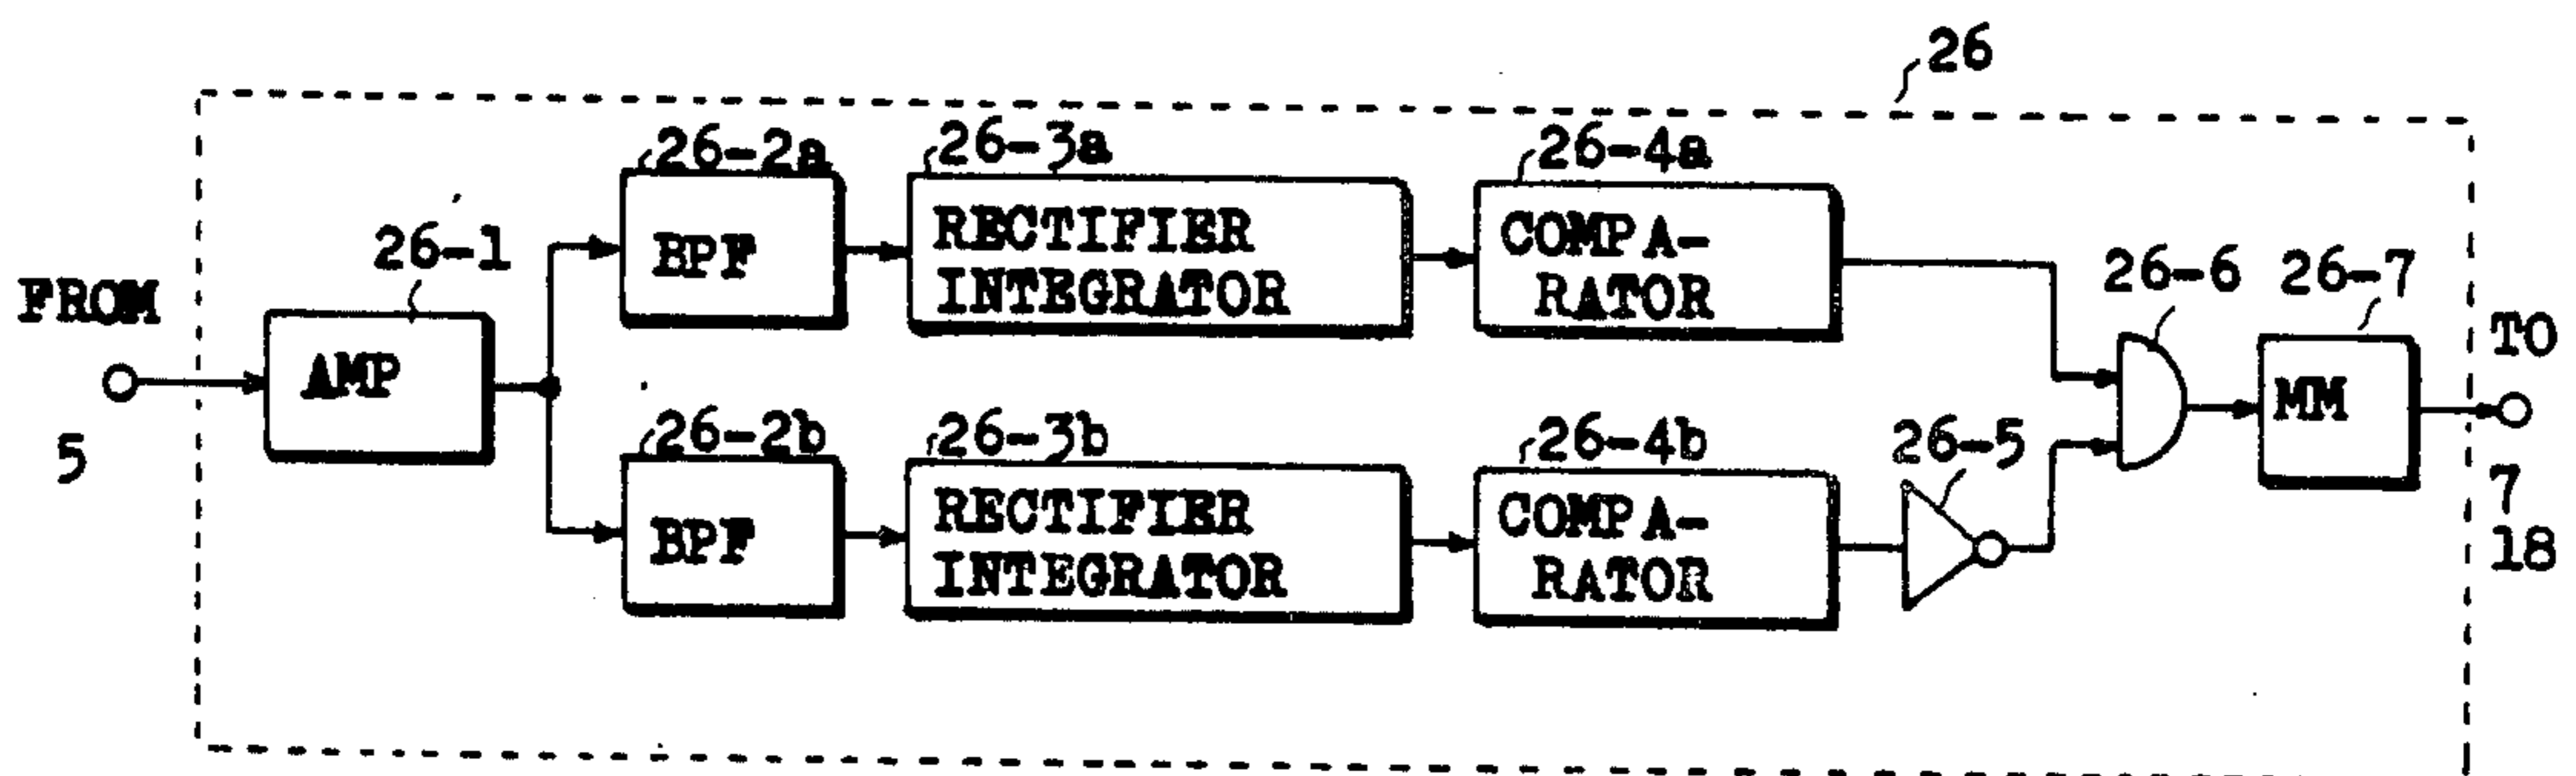 26
26-2a
26-3a
26-4a
26-1
BPF
RECTIFIER
INTEGRATOR
COMPA-
RATOR
26-6
26-7
FROM
5
AMP
TO
7
18
MM
26-2b
26-3b
26-4b
26-5
BPF
RECTIFIER
INTEGRATOR
COMPA-
RATOR